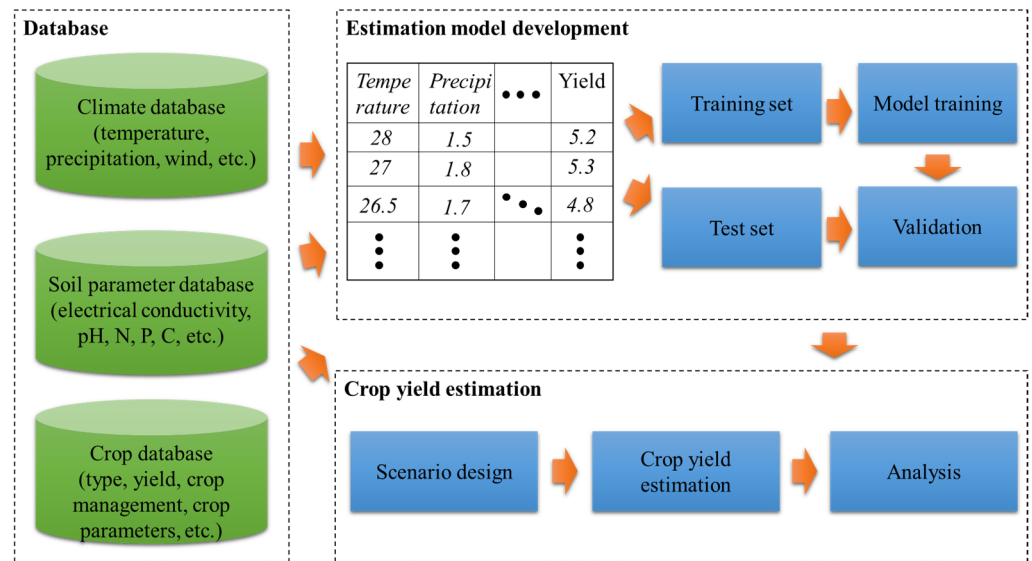 Database
Climate database
(temperature,
precipitation, wind, etc.)
Soil parameter database
(electrical conductivity,
pH, N, P, C, etc.)
Crop database
(type, yield, crop
management, crop
parameters, etc.)
Estimation model development
Tempe Precipi Yield
rature tation
28 1.5 5.2
27 1.8 5.3
26.5 1.7 4.8
Training set
Model training
Test set
Validation
Crop yield estimation
Scenario design
Crop yield
estimation
Analysis